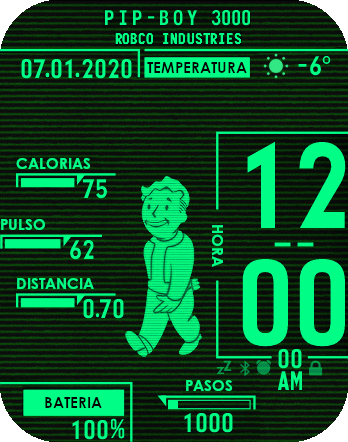 PIP-BOY 3000
ROBCO INDUSTRIES
07.01.2020 TEMPERATURA -6°
CALORIAS
75
PULSO
62
DISTANCIA
0.70
HORA
12
00
00
AM
zZZ
PASOS
1000
BATERIA
100%